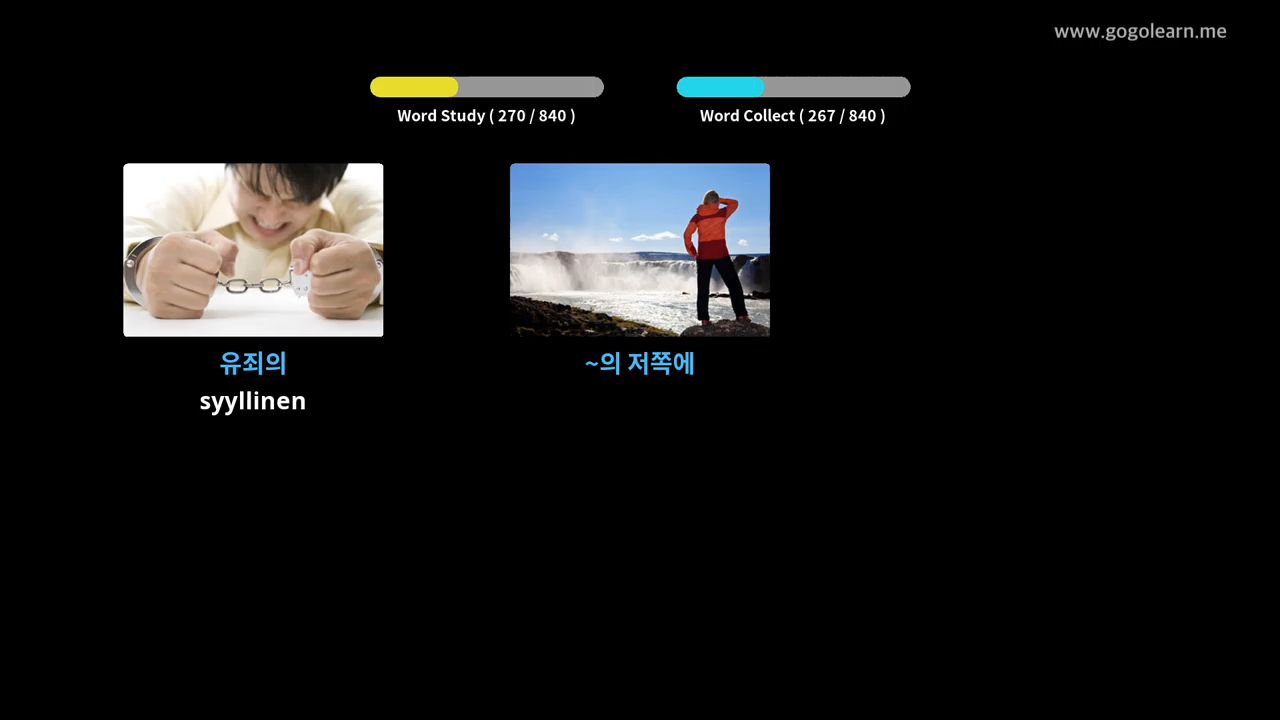 www.gogolearn.me
Word Study ( 270 / 840 )
Word Collect ( 267 / 840 )
유죄의
syyllinen
~의 저쪽에